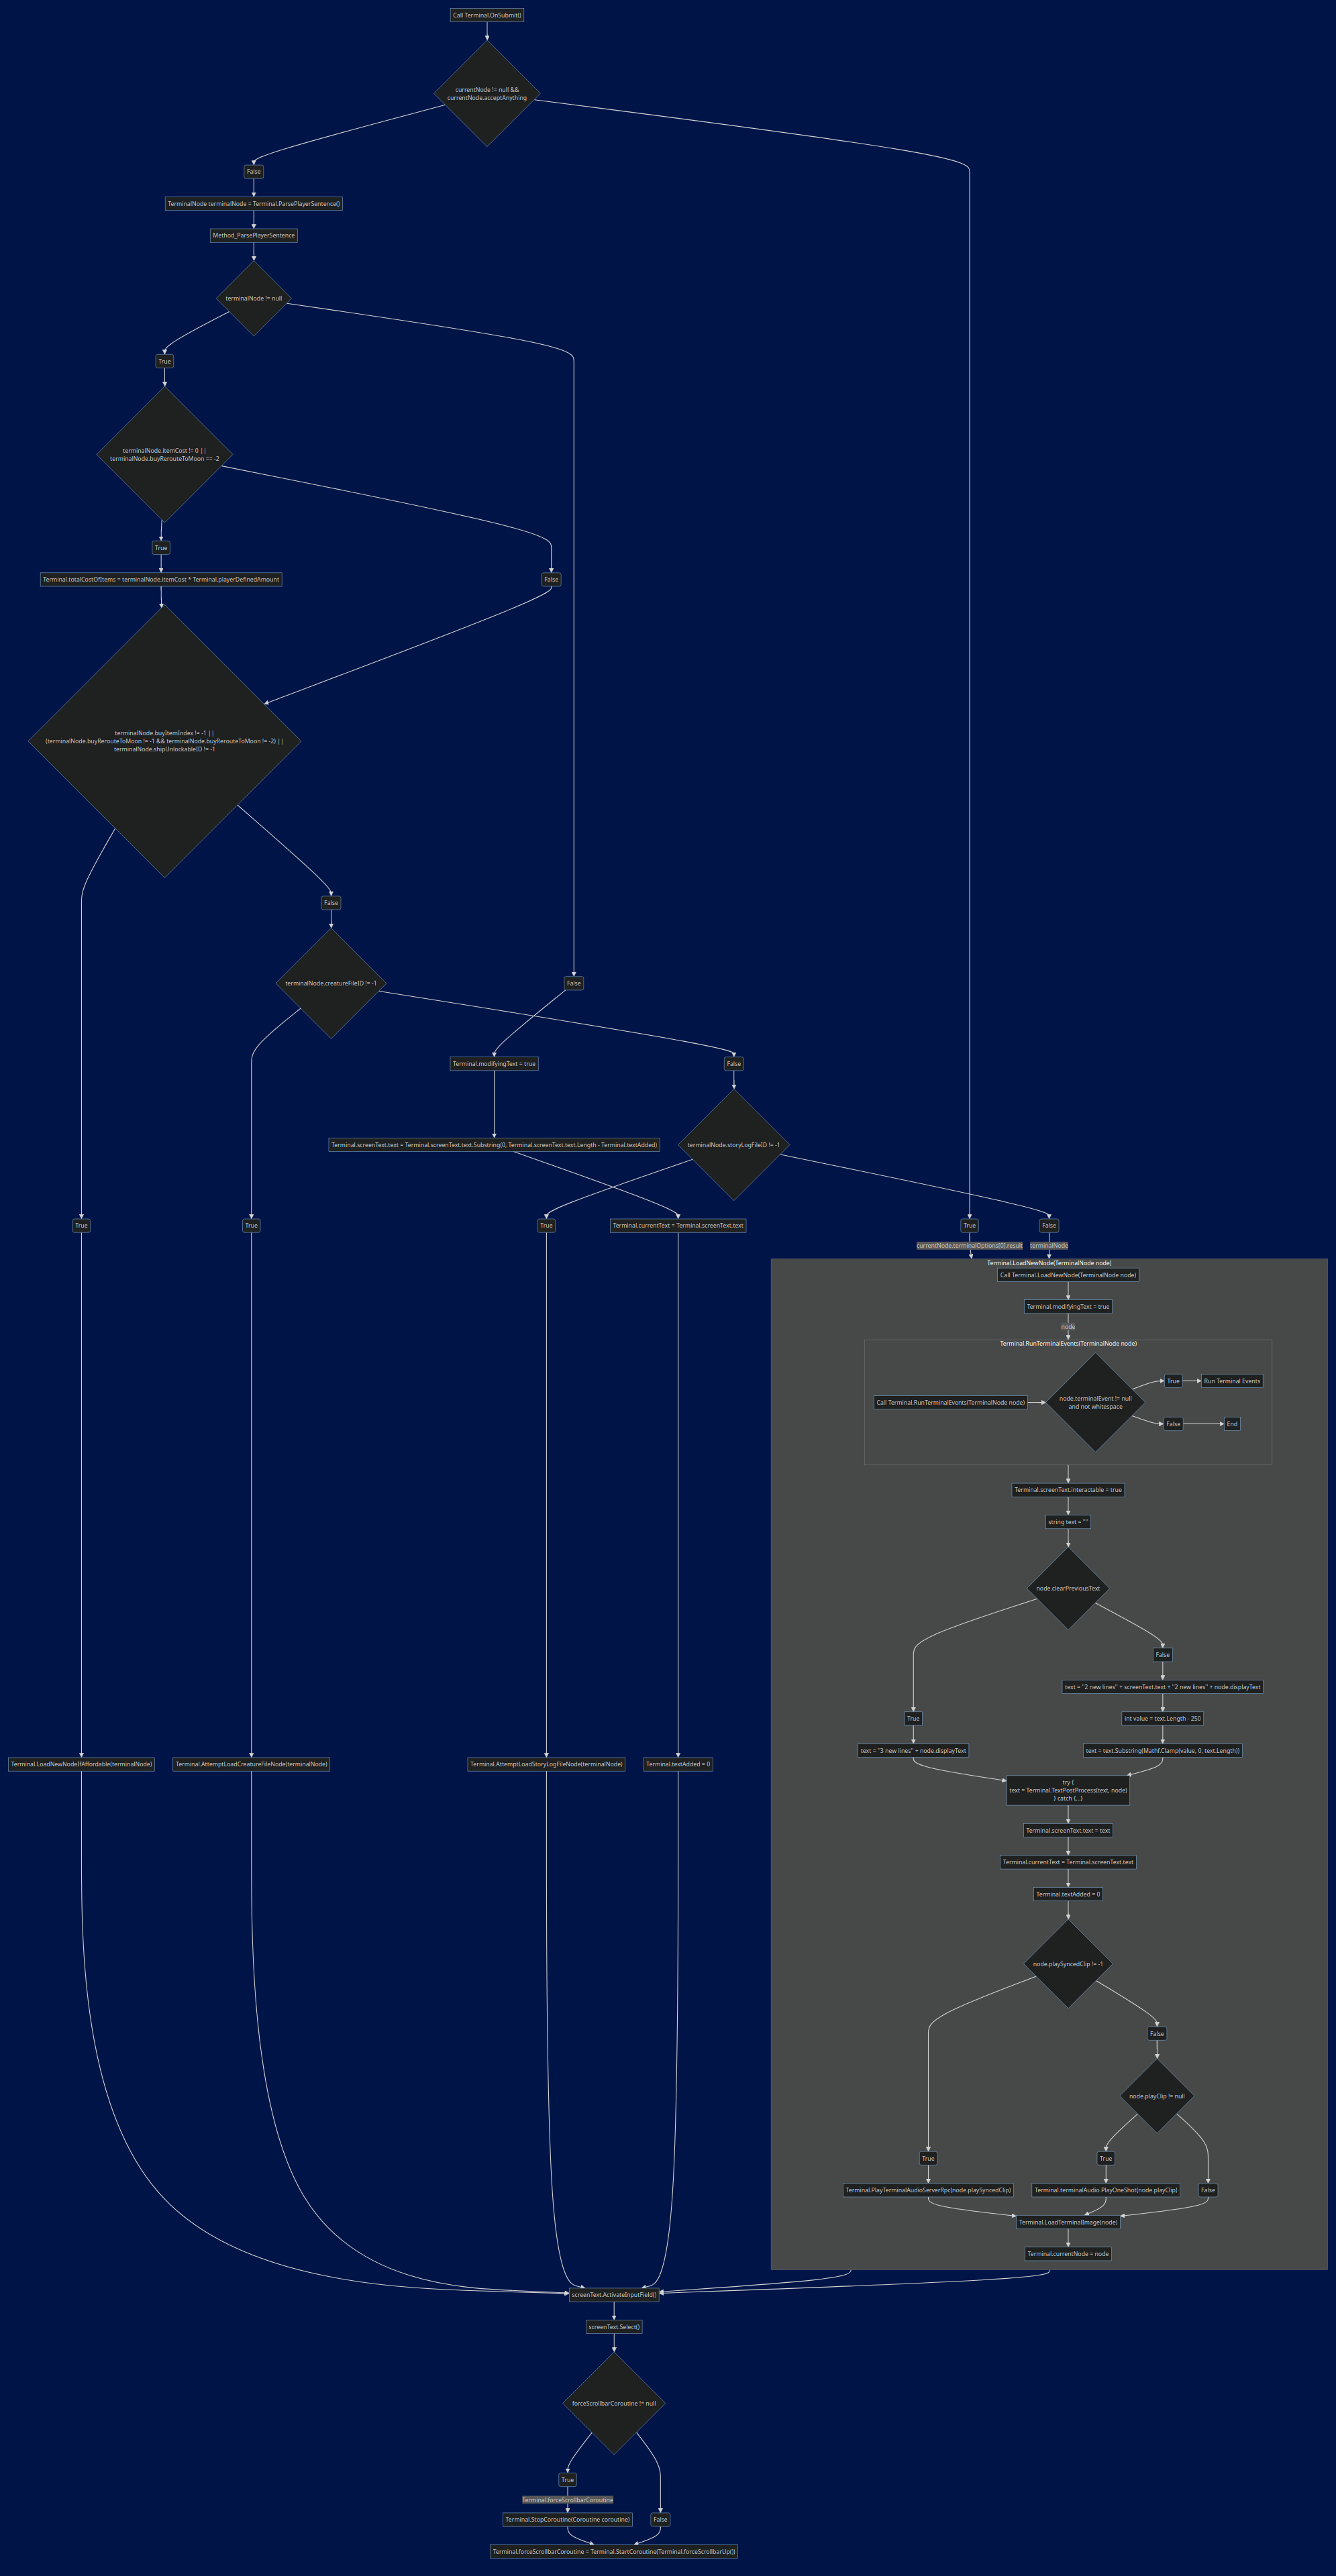 Call Terminal.OnSubmit()
currentNode != null &&
currentNode.acceptAnything
False
TerminalNode terminalNode = Terminal.ParsePlayerSentence()
Method_ParsePlayerSentence
terminalNode != null
True
terminalNode.itemCost != 0 ||
terminalNode.buyRerouteToMoon == -2
True
Terminal.totalCostOfItems = terminalNode.itemCost * Terminal.playerDefinedAmount
False
terminalNode.buyItemIndex != -1 ||
(terminalNode.buyRerouteToMoon != -1 && terminalNode.buyRerouteToMoon != -2) ||
terminalNode.shipUnlockableID != -1
False
terminalNode.creatureFileID != -1
False
Terminal.modifyingText = true
False
Terminal.screenText.text = Terminal.screenText.text.Substring(0, Terminal.screenText.text.Length - Terminal.textAdded)
terminalNode.storyLogFileID != -1
True
True
True
Terminal.currentText = Terminal.screenText.text
True
False
currentNode.terminalOptions[0].result
terminalNode
Terminal.LoadNewNode(TerminalNode node)
Call Terminal.LoadNewNode(TerminalNode node)
Terminal.modifyingText = true
node
Terminal.RunTerminalEvents(TerminalNode node)
Call Terminal.RunTerminalEvents(TerminalNode node)
node.terminalEvent != null
and not whitespace
True
Run Terminal Events
False
End
Terminal.screenText.interactable = true
string text = ""
node.clearPreviousText
False
text = "2 new lines" + screenText.text + "2 new lines" + node.displayText
True
int value = text.Length - 250
text = "3 new lines" + node.displayText
text = text.Substring(Mathf.Clamp(value, 0, text.Length))
Terminal.LoadNewNodeIfAffordable(terminalNode)
Terminal.AttemptLoadCreatureFileNode(terminalNode)
Terminal.AttemptLoadStoryLogFileNode(terminalNode)
Terminal.textAdded = 0
try {
text = Terminal.TextPostProcess(text, node)
} catch {...}
Terminal.screenText.text = text
Terminal.currentText = Terminal.screenText.text
Terminal.textAdded = 0
node.playSyncedClip != -1
False
node.playClip != null
True
True
Terminal.PlayTerminalAudioServerRpc(node.playSyncedClip)
Terminal.terminalAudio.PlayOneShot(node.playClip)
False
Terminal.LoadTerminalImage(node)
Terminal.currentNode = node
screenText.ActivateInputField()
screenText.Select()
forceScrollbarCoroutine != null
True
Terminal.forceScrollbarCoroutine
Terminal.StopCoroutine(Coroutine coroutine)
False
Terminal.forceScrollbarCoroutine = Terminal.StartCoroutine(Terminal.forceScrollbarUp())